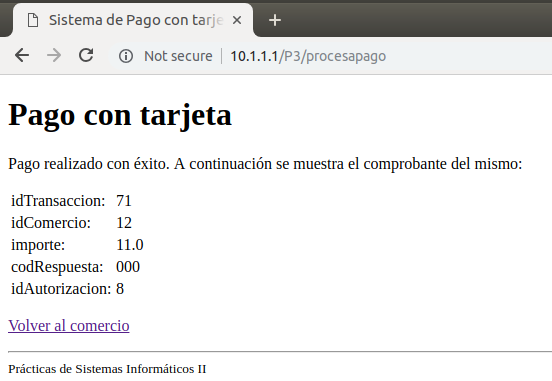 Sistema de Pago con tarje
Not secure
10.1.1.1/P3/procesapago
Pago con tarjeta
Pago realizado con éxito. A continuación se muestra el comprobante del mismo:
idTransaccion: 71
idComercio: 12
importe: 11.0
codRespuesta: 000
idAutorizacion: 8
Volver al comercio
Prácticas de Sistemas Informáticos II